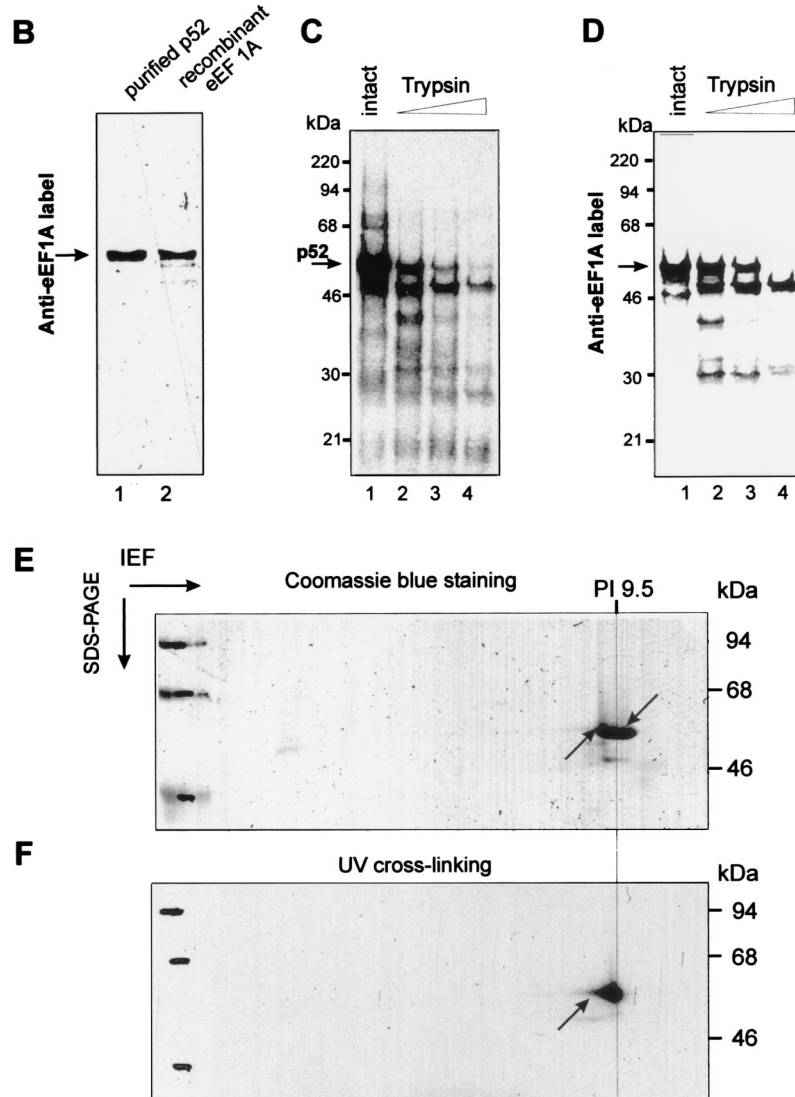 B
purified p52
recombinant
eEF 1A
Anti-eEF1A label
1 2
C
intact
Trypsin
kDa
220
94
68
p52
46
30
21
1 2 3 4
D
intact
Trypsin
kDa
220
94
68
Anti-eEF1A label
46
30
21
1 2 3 4
E
IEF
SDS-PAGE
Coomassie blue staining
PI 9.5
kDa
94
68
46
F
UV cross-linking
kDa
94
68
46